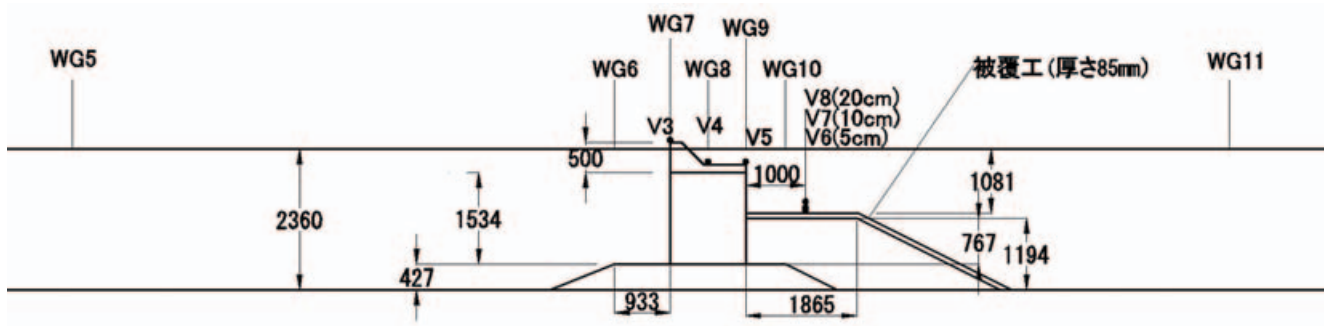 WG7
WG9
WG5
WG6
WG8
WG10
被覆工(厚さ85mm)
WG11
V8(20cm)
V7(10cm)
V6(5cm)
V3
V4
V5
500
1000
1081
2360
1534
767
1194
427
933
1865